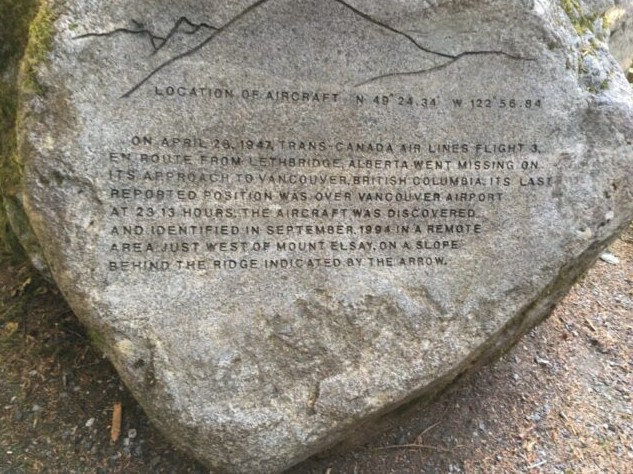 LOCATION OF AIRCRAFT N 49° 24.34' W 122° 56.84'
ON APRIL 28, 1947, TRANS-CANADA AIR LINES FLIGHT 3,
EN ROUTE FROM LETHBRIDGE, ALBERTA WENT MISSING ON
ITS APPROACH TO VANCOUVER, BRITISH COLUMBIA. ITS LAST
REPORTED POSITION WAS OVER VANCOUVER AIRPORT
AT 23:13 HOURS. THE AIRCRAFT WAS DISCOVERED
AND IDENTIFIED IN SEPTEMBER, 1994 IN A REMOTE
AREA JUST WEST OF MOUNT ELSAY, ON A SLOPE
BEHIND THE RIDGE INDICATED BY THE ARROW.